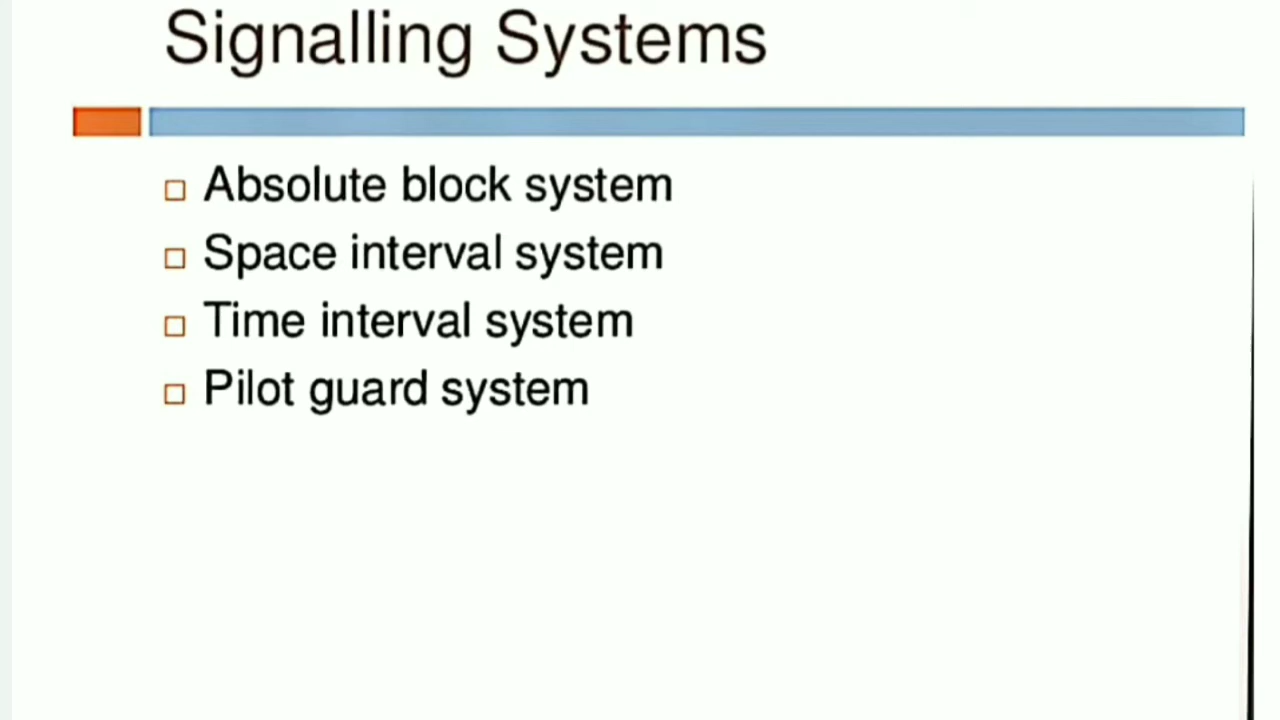 Signalling Systems
Absolute block system
Space interval system
Time interval system
Pilot guard system